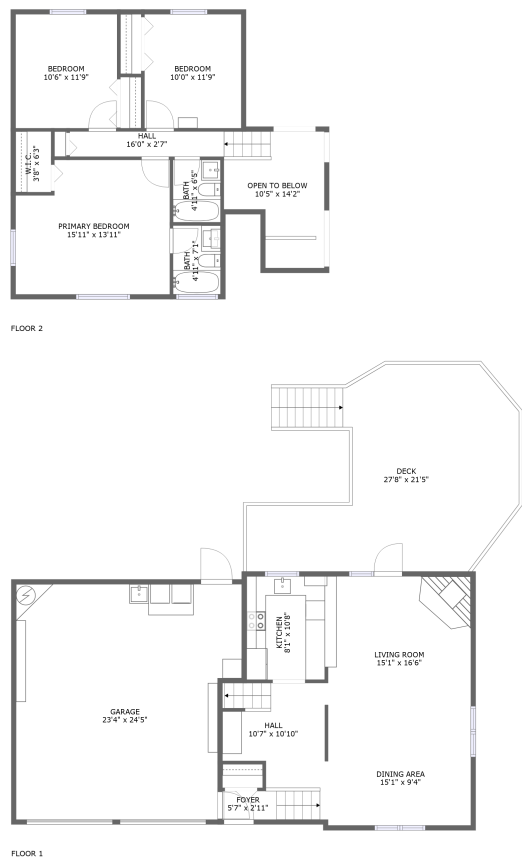 BEDROOM
10'6" x 11'9"
BEDROOM
10'0" x 11'9"
HALL
16'0" x 2'7"
W.I.C.
3'8" x 6'3"
BATH
4'11" x 6'5"
OPEN TO BELOW
10'5" x 14'2"
PRIMARY BEDROOM
15'11" x 13'11"
BATH
4'11" x 7'1"
FLOOR 2
DECK
27'8" x 21'5"
KITCHEN
8'1" x 10'8"
LIVING ROOM
15'1" x 16'6"
GARAGE
23'4" x 24'5"
HALL
10'7" x 10'10"
DINING AREA
15'1" x 9'4"
FOYER
5'7" x 2'11"
FLOOR 1